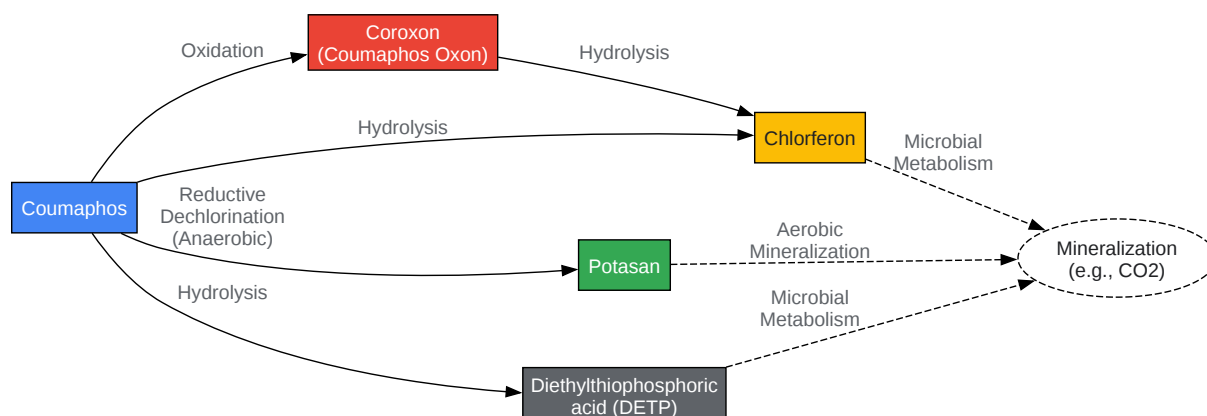 Oxidation
Coroxon
(Coumaphos Oxon)
Hydrolysis
Hydrolysis
Chlorferon
Microbial
Metabolism
Coumaphos
Reductive
Dechlorination
(Anaerobic)
Potasan
Aerobic
Mineralization
Mineralization
(e.g., CO2)
Hydrolysis
Microbial
Metabolism
Diethylthiophosphoric
acid (DETP)